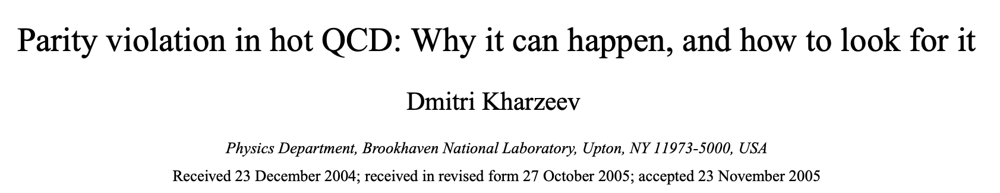 Parity violation in hot QCD: Why it can happen, and how to look for it
Dmitri Kharzeev
Physics Department, Brookhaven National Laboratory, Upton, NY 11973-5000, USA
Received 23 December 2004; received in revised form 27 October 2005; accepted 23 November 2005